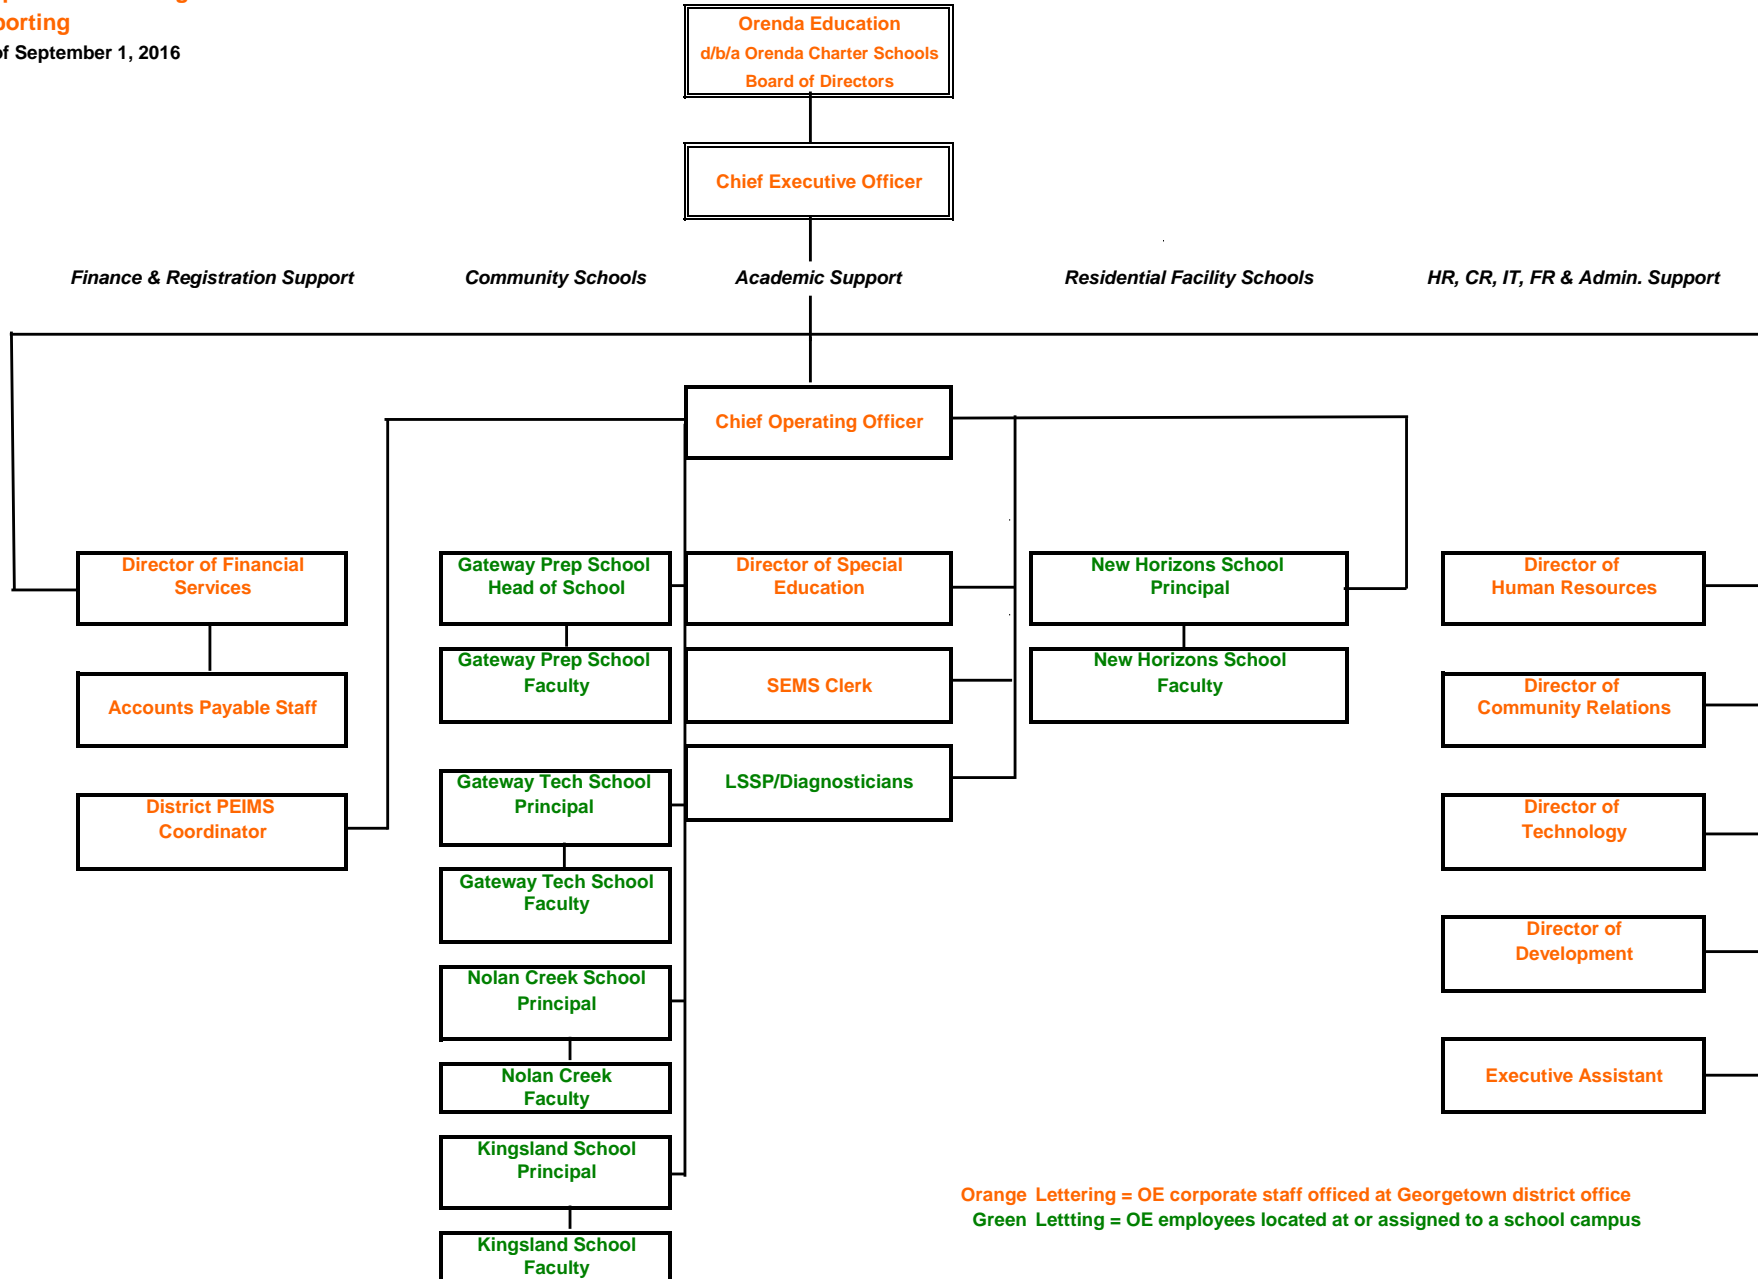 porting
of September 1, 2016
Orenda Education
d/b/a Orenda Charter Schools
Board of Directors
Chief Executive Officer
Finance & Registration Support
Community Schools
Academic Support
Residential Facility Schools
HR, CR, IT, FR & Admin. Support
Chief Operating Officer
Director of Financial
Services
Accounts Payable Staff
District PEIMS
Coordinator
Gateway Prep School
Head of School
Gateway Prep School
Faculty
Gateway Tech School
Principal
Gateway Tech School
Faculty
Nolan Creek School
Principal
Nolan Creek
Faculty
Kingsland School
Principal
Kingsland School
Faculty
Director of Special
Education
SEMS Clerk
LSSP/Diagnosticians
New Horizons School
Principal
New Horizons School
Faculty
Director of
Human Resources
Director of
Community Relations
Director of
Technology
Director of
Development
Executive Assistant
Orange Lettering = OE corporate staff officed at Georgetown district office
Green Lettting = OE employees located at or assigned to a school campus